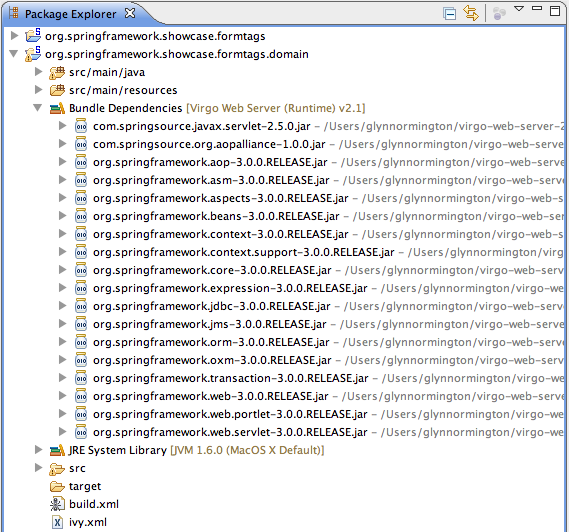 Package Explorer
org.springframework.showcase.formtags
org.springframework.showcase.formtags.domain
src/main/java
src/main/resources
Bundle Dependencies [Virgo Web Server (Runtime) v2.1]
com.springsource.javax.servlet-2.5.0.jar – /Users/glynnormington/virgo-web-server-2
com.springsource.org.aopalliance-1.0.0.jar – /Users/glynnormington/virgo-web-serve
org.springframework.aop-3.0.0.RELEASE.jar – /Users/glynnormington/virgo-web-serve
org.springframework.asm-3.0.0.RELEASE.jar – /Users/glynnormington/virgo-web-serve
org.springframework.aspects-3.0.0.RELEASE.jar – /Users/glynnormington/virgo-web-s
org.springframework.beans-3.0.0.RELEASE.jar – /Users/glynnormington/virgo-web-ser
org.springframework.context-3.0.0.RELEASE.jar – /Users/glynnormington/virgo-web-s
org.springframework.context.support-3.0.0.RELEASE.jar – /Users/glynnormington/virg
org.springframework.core-3.0.0.RELEASE.jar – /Users/glynnormington/virgo-web-serv
org.springframework.expression-3.0.0.RELEASE.jar – /Users/glynnormington/virgo-we
org.springframework.jdbc-3.0.0.RELEASE.jar – /Users/glynnormington/virgo-web-serv
org.springframework.jms-3.0.0.RELEASE.jar – /Users/glynnormington/virgo-web-serve
org.springframework.orm-3.0.0.RELEASE.jar – /Users/glynnormington/virgo-web-serve
org.springframework.oxm-3.0.0.RELEASE.jar – /Users/glynnormington/virgo-web-serve
org.springframework.transaction-3.0.0.RELEASE.jar – /Users/glynnormington/virgo-w
org.springframework.web-3.0.0.RELEASE.jar – /Users/glynnormington/virgo-web-serve
org.springframework.web.portlet-3.0.0.RELEASE.jar – /Users/glynnormington/virgo-w
org.springframework.web.servlet-3.0.0.RELEASE.jar – /Users/glynnormington/virgo-w
JRE System Library [JVM 1.6.0 (MacOS X Default)]
src
target
build.xml
ivy.xml